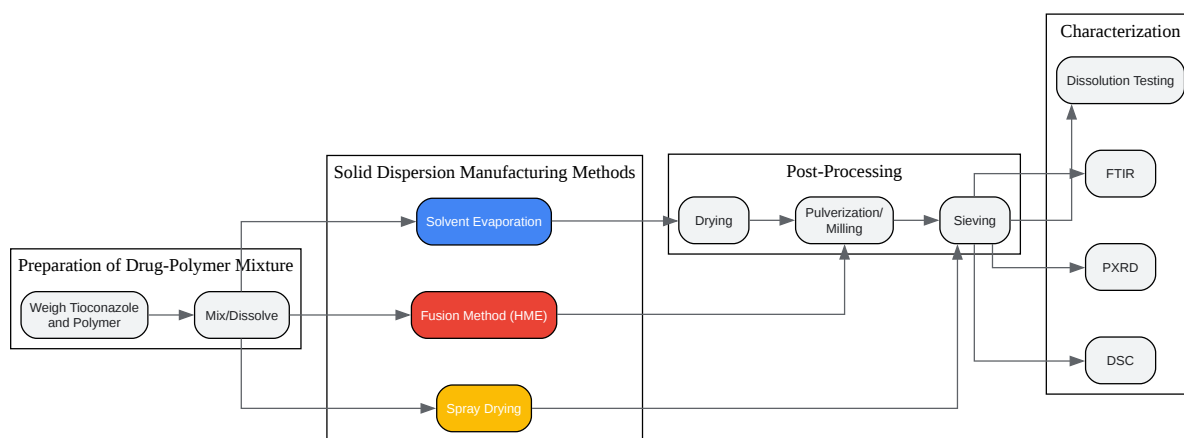 Preparation of Drug-Polymer Mixture
Weigh Tioconazole
and Polymer
Mix/Dissolve
Solid Dispersion Manufacturing Methods
Solvent Evaporation
Fusion Method (HME)
Spray Drying
Post-Processing
Drying
Pulverization/
Milling
Sieving
Characterization
Dissolution Testing
FTIR
PXRD
DSC